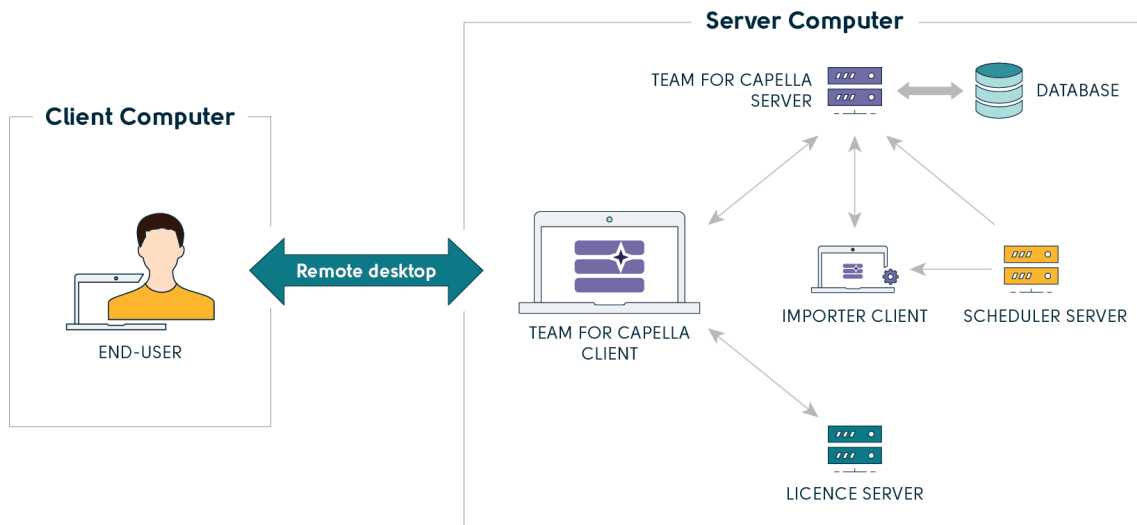 Server Computer
TEAM FOR CAPELLA
SERVER
DATABASE
Client Computer
Remote desktop
END-USER
TEAM FOR CAPELLA
CLIENT
IMPORTER CLIENT
SCHEDULER SERVER
LICENCE SERVER